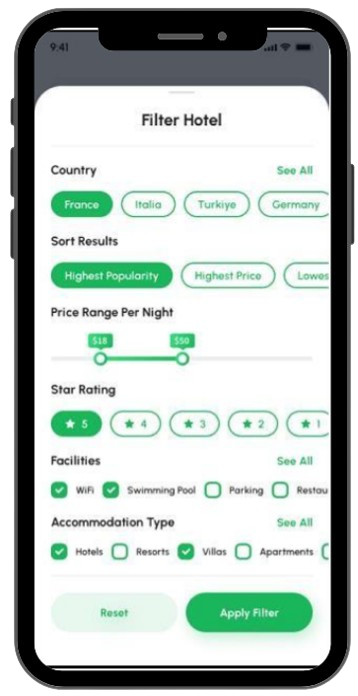 9:41
Filter Hotel
Country See All
France Italia Turkiye Germany
Sort Results
Highest Popularity Highest Price Lowes
Price Range Per Night
$18 $50
Star Rating
5 4 3 2 1
Facilities See All
WiFi Swimming Pool Parking Restau
Accommodation Type See All
Hotels Resorts Villas Apartments
Reset Apply Filter